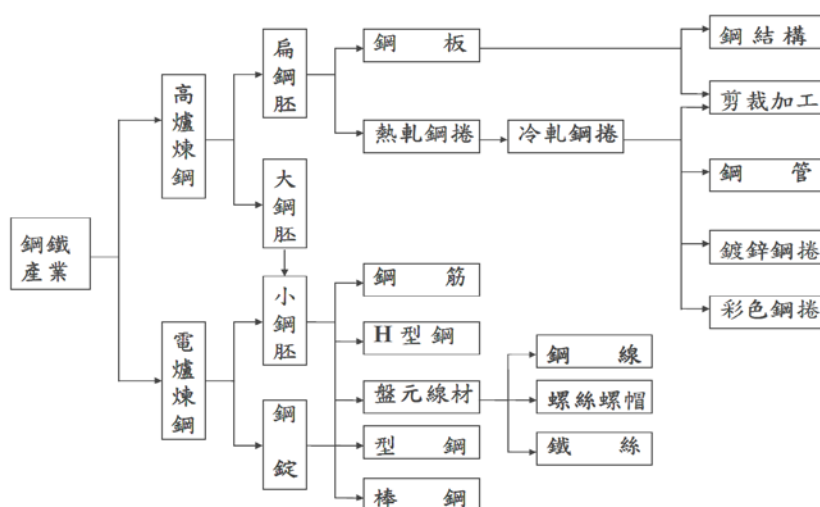 鋼鐵
產業
高爐煉鋼
電爐煉鋼
扁鋼胚
大鋼胚
小鋼胚
鋼錠
鋼板
熱軋鋼捲
冷軋鋼捲
鋼結構
剪裁加工
鋼管
鍍鋅鋼捲
彩色鋼捲
鋼筋
H型鋼
盤元線材
型鋼
棒鋼
鋼線
螺絲螺帽
鐵絲